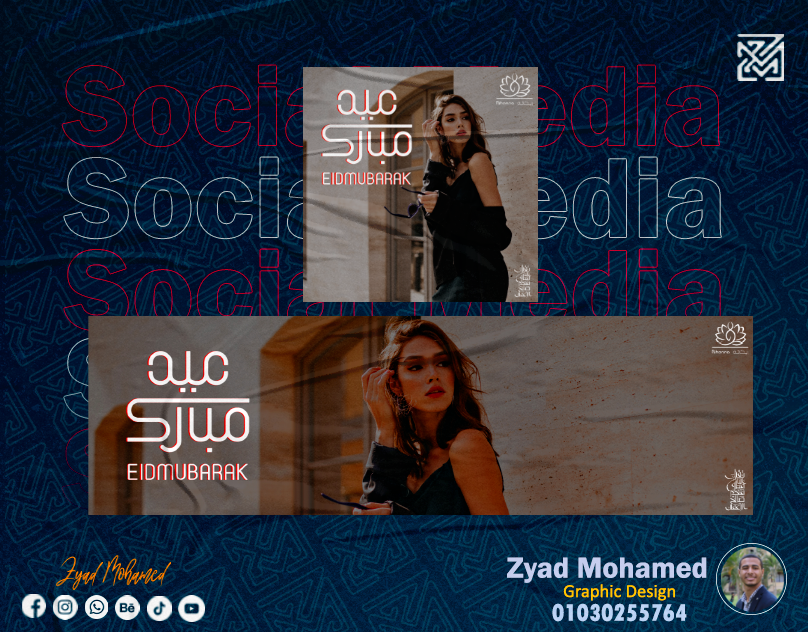 Social Media
Social Media
Social Media
عيد
مبارك
EIDMUBARAK
عيد
مبارك
EIDMUBARAK
Zyad Mohamed
Bē
Zyad Mohamed
Graphic Design
01030255764